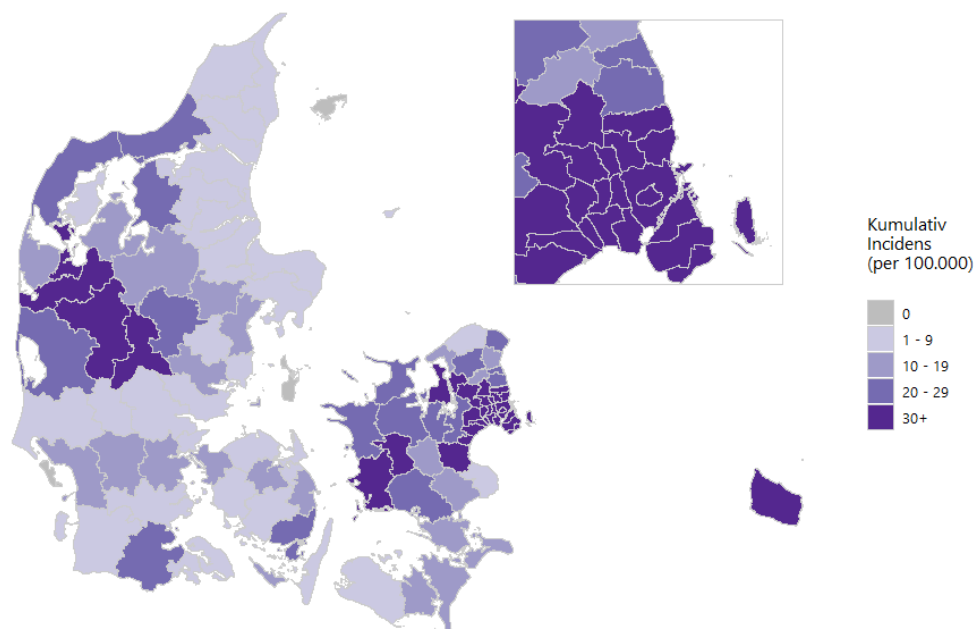 Kumulativ
Incidens
(per 100.000)
0
1 - 9
10 - 19
20 - 29
30+